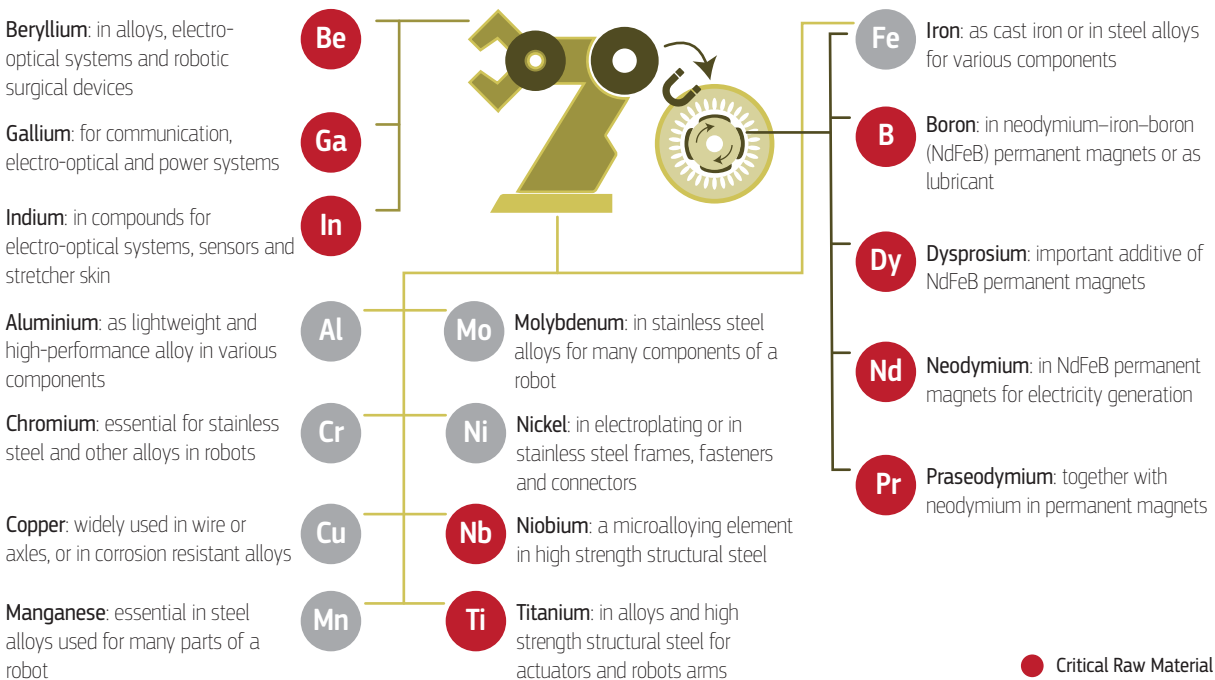 Beryllium: in alloys, electro-
optical systems and robotic
surgical devices
Be
Gallium: for communication,
electro-optical and power systems
Ga
Indium: in compounds for
electro-optical systems, sensors and
stretcher skin
In
Aluminium: as lightweight and
high-performance alloy in various
components
Al
Chromium: essential for stainless
steel and other alloys in robots
Cr
Copper: widely used in wire or
axles, or in corrosion resistant alloys
Cu
Manganese: essential in steel
alloys used for many parts of a
robot
Mn
Mo
Molybdenum: in stainless steel
alloys for many components of a
robot
Ni
Nickel: in electroplating or in
stainless steel frames, fasteners
and connectors
Nb
Niobium: a microalloying element
in high strength structural steel
Ti
Titanium: in alloys and high
strength structural steel for
actuators and robots arms
Fe
Iron: as cast iron or in steel alloys
for various components
B
Boron: in neodymium–iron–boron
(NdFeB) permanent magnets or as
lubricant
Dy
Dysprosium: important additive of
NdFeB permanent magnets
Nd
Neodymium: in NdFeB permanent
magnets for electricity generation
Pr
Praseodymium: together with
neodymium in permanent magnets
Critical Raw Material